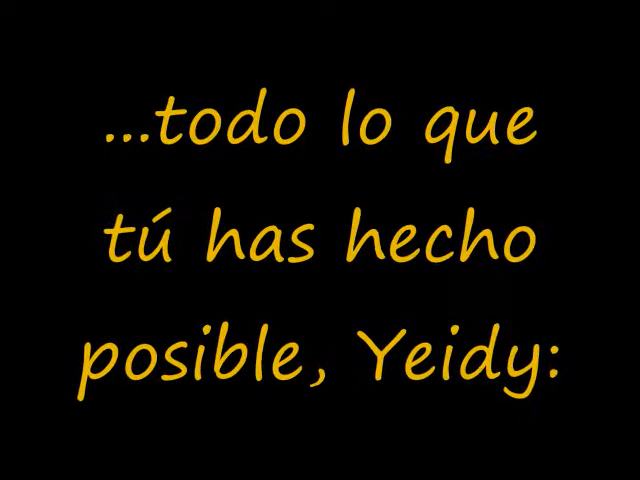 ...todo lo que
tú has hecho
posible, Yeidy: